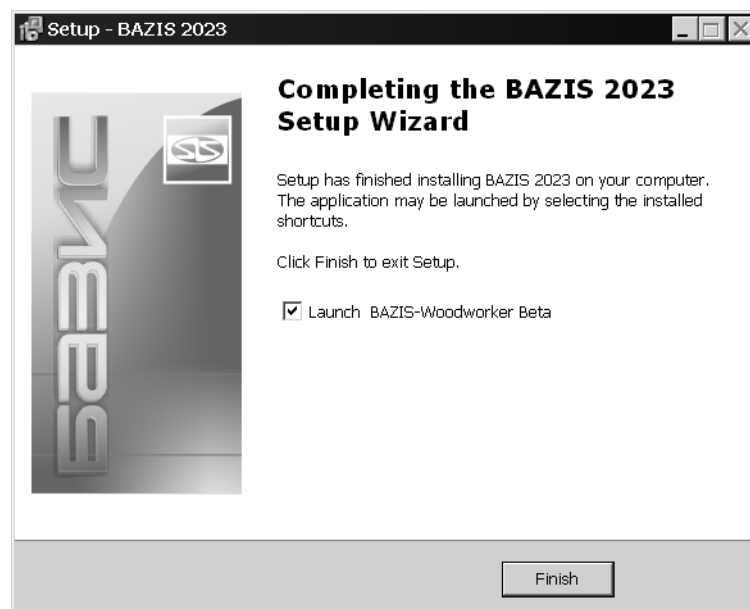 Setup - BAZIS 2023
Completing the BAZIS 2023
Setup Wizard
Setup has finished installing BAZIS 2023 on your computer.
The application may be launched by selecting the installed
shortcuts.
Click Finish to exit Setup.
Launch BAZIS-Woodworker Beta
БАЗИС
Finish